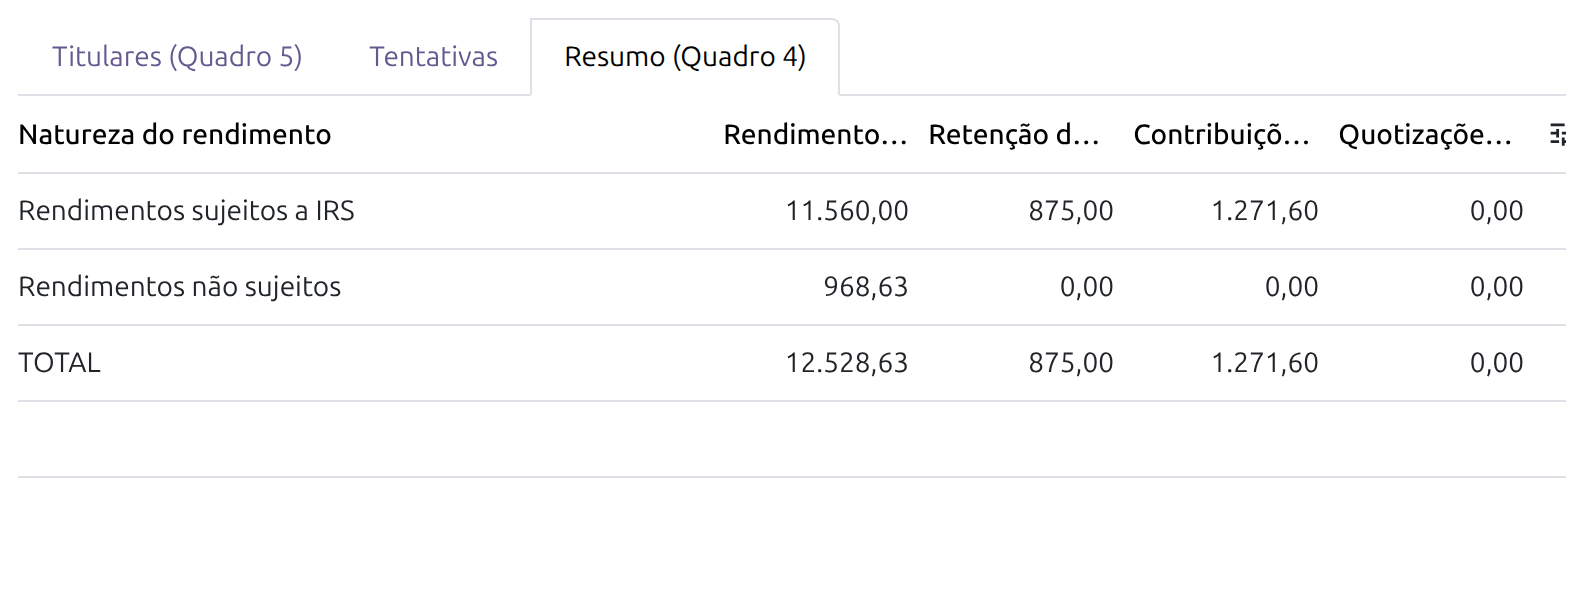 Titulares (Quadro 5) Tentativas Resumo (Quadro 4)
Natureza do rendimento Rendimento… Retenção d… Contribuiçõ… Quotizaçõe…
Rendimentos sujeitos a IRS 11.560,00 875,00 1.271,60 0,00
Rendimentos não sujeitos 968,63 0,00 0,00 0,00
TOTAL 12.528,63 875,00 1.271,60 0,00